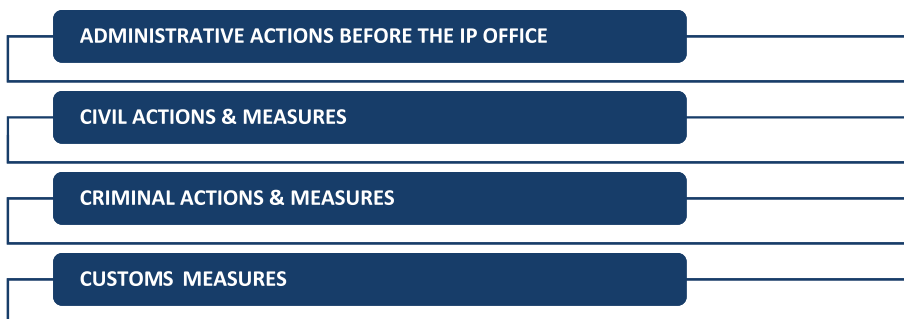 ADMINISTRATIVE ACTIONS BEFORE THE IP OFFICE
CIVIL ACTIONS & MEASURES
CRIMINAL ACTIONS & MEASURES
CUSTOMS MEASURES